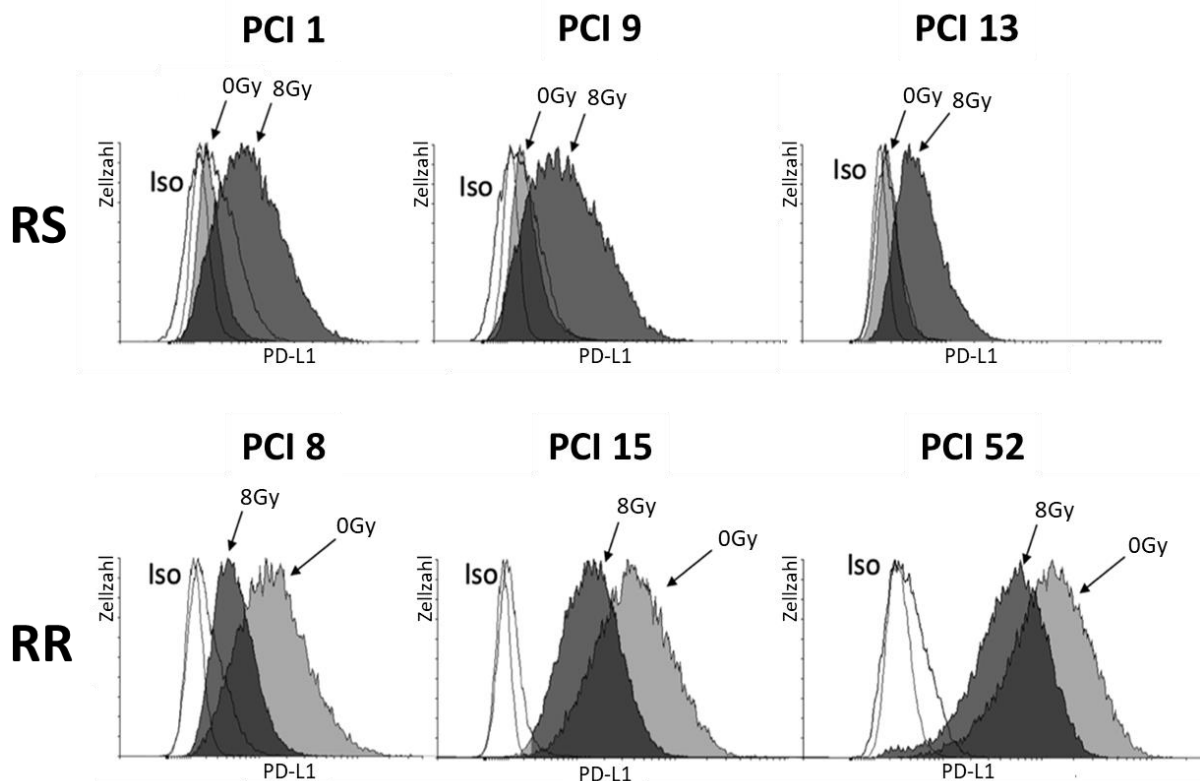 PCI 1
PCI 9
PCI 13
0Gy 8Gy
0Gy 8Gy
0Gy 8Gy
RS
Zellzahl
Iso
PD-L1
Zellzahl
Iso
PD-L1
Zellzahl
Iso
PD-L1
PCI 8
PCI 15
PCI 52
8Gy
0Gy
8Gy
0Gy
8Gy
0Gy
RR
Zellzahl
Iso
PD-L1
Zellzahl
Iso
PD-L1
Zellzahl
Iso
PD-L1